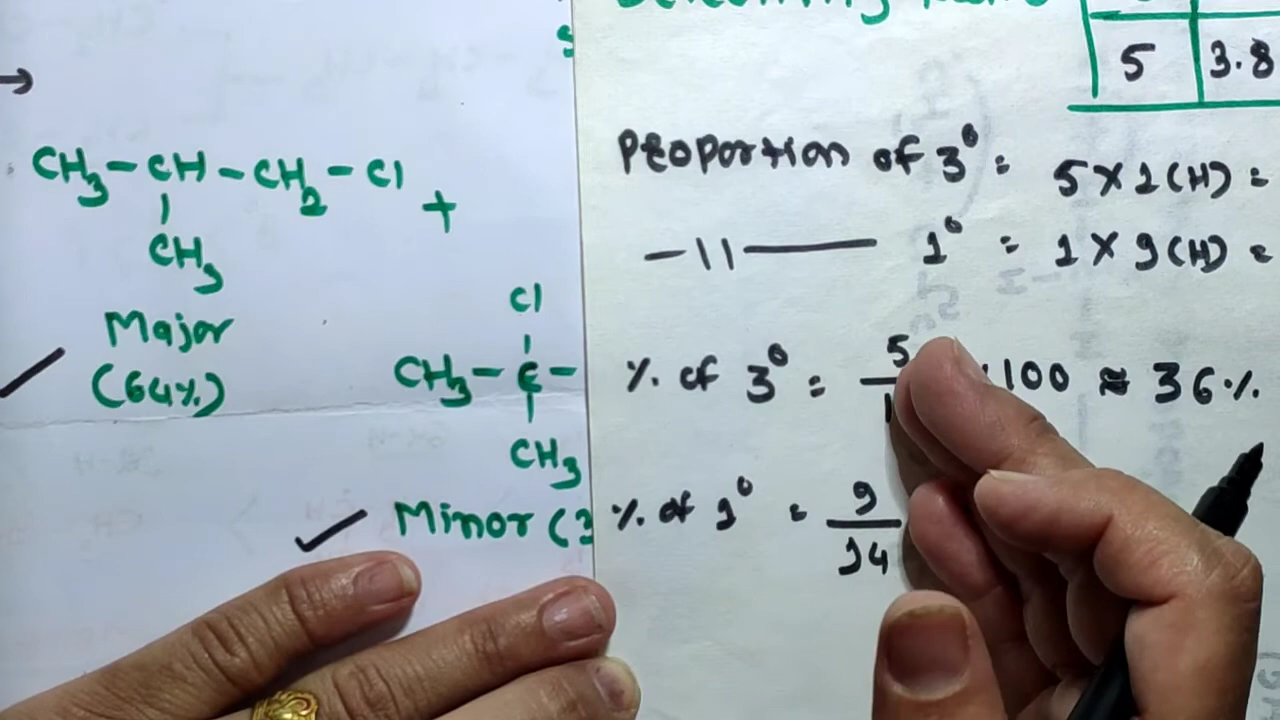 →
CH3-CH-CH2-Cl +
|
CH3
Major
(64%)
Cl
|
CH3-C-
|
CH3
Minor (3
5 | 3.8
Proportion of 3° =  5 X 1(H) =
-11- 1° = 1 X 9(H) =
% of 3° = 5/1 100 ≈ 36%
% of 1° = 9/14